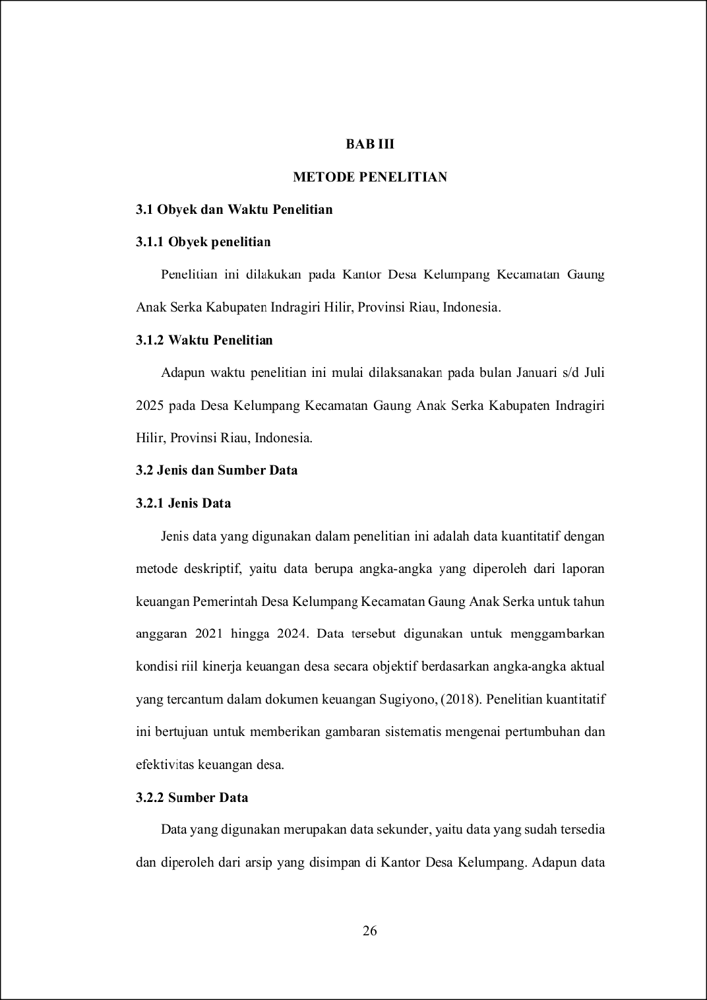 BAB III
METODE PENELITIAN
3.1 Obyek dan Waktu Penelitian
3.1.1 Obyek penelitian
Penelitian ini dilakukan pada Kantor Desa Kelumpang Kecamatan Gaung
Anak Serka Kabupaten Indragiri Hilir, Provinsi Riau, Indonesia.
3.1.2 Waktu Penelitian
Adapun waktu penelitian ini mulai dilaksanakan pada bulan Januari s/d Juli
2025 pada Desa Kelumpang Kecamatan Gaung Anak Serka Kabupaten Indragiri
Hilir, Provinsi Riau, Indonesia.
3.2 Jenis dan Sumber Data
3.2.1 Jenis Data
Jenis data yang digunakan dalam penelitian ini adalah data kuantitatif dengan
metode deskriptif, yaitu data berupa angka-angka yang diperoleh dari laporan
keuangan Pemerintah Desa Kelumpang Kecamatan Gaung Anak Serka untuk tahun
anggaran 2021 hingga 2024. Data tersebut digunakan untuk menggambarkan
kondisi riil kinerja keuangan desa secara objektif berdasarkan angka-angka aktual
yang tercantum dalam dokumen keuangan Sugiyono, (2018). Penelitian kuantitatif
ini bertujuan untuk memberikan gambaran sistematis mengenai pertumbuhan dan
efektivitas keuangan desa.
3.2.2 Sumber Data
Data yang digunakan merupakan data sekunder, yaitu data yang sudah tersedia
dan diperoleh dari arsip yang disimpan di Kantor Desa Kelumpang. Adapun data
26